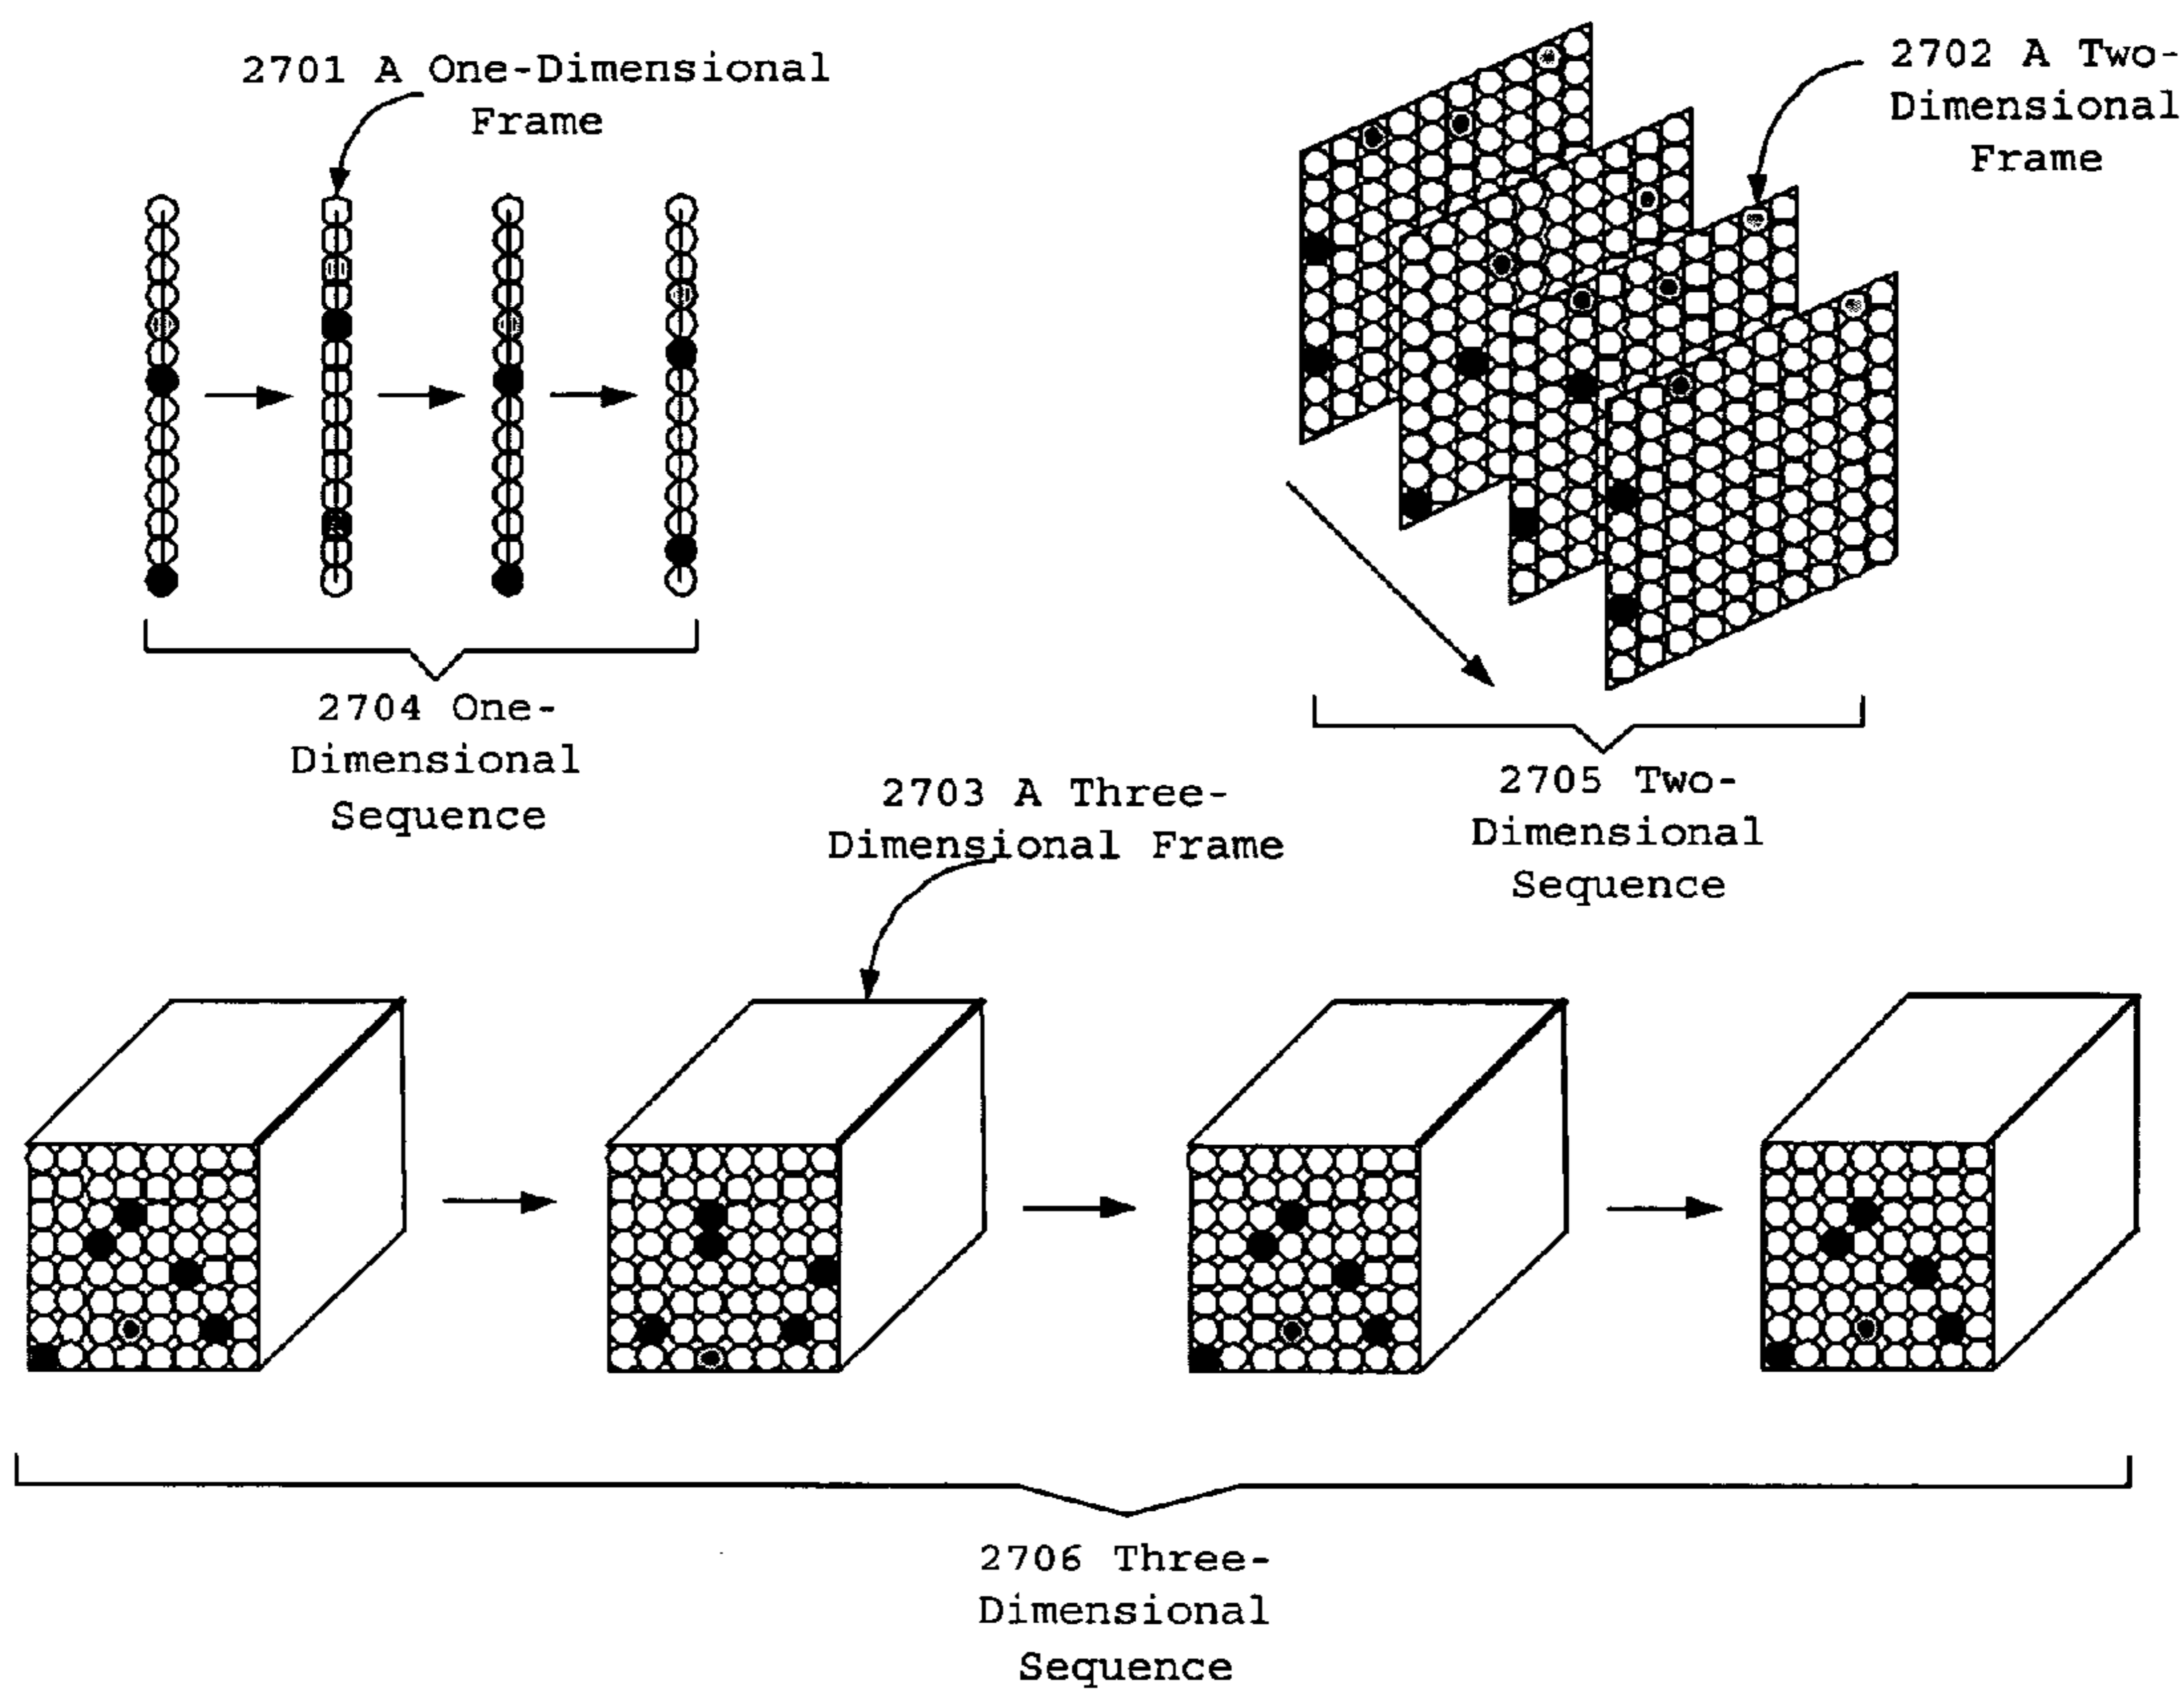 2701 A One-Dimensional
Frame
2702 A Two-
Dimensional
Frame
2704 One-
Dimensional
Sequence
2705 Two-
Dimensional
Sequence
2703 A Three-
Dimensional Frame
2706 Three-
Dimensional
Sequence